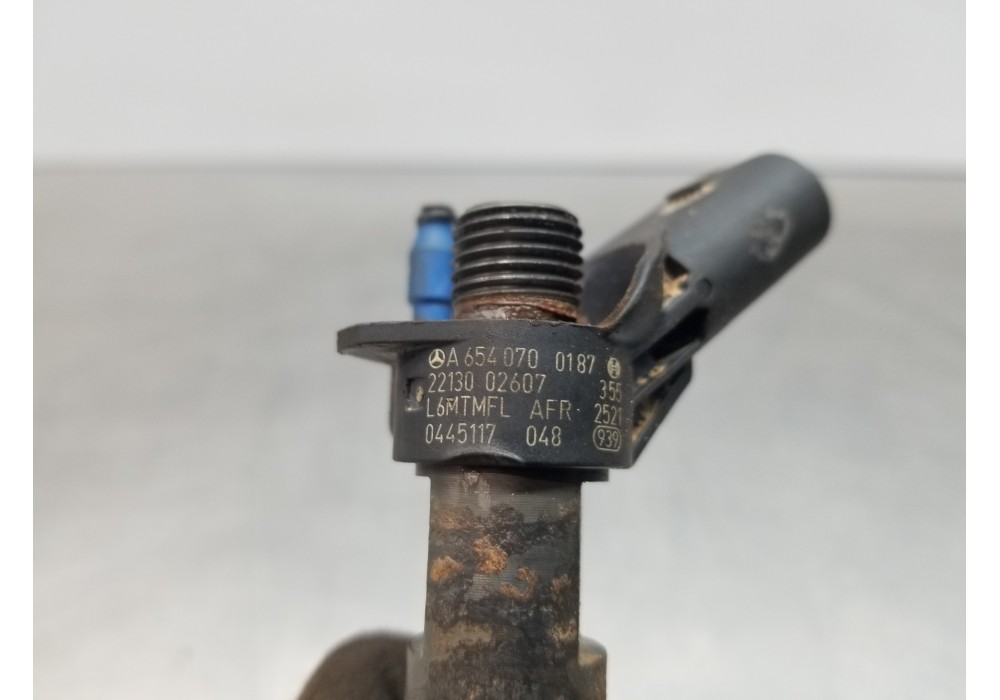 A 654 070 0187
22130 02607 355
L6MTMFL AFR 2521
0445117 048 939